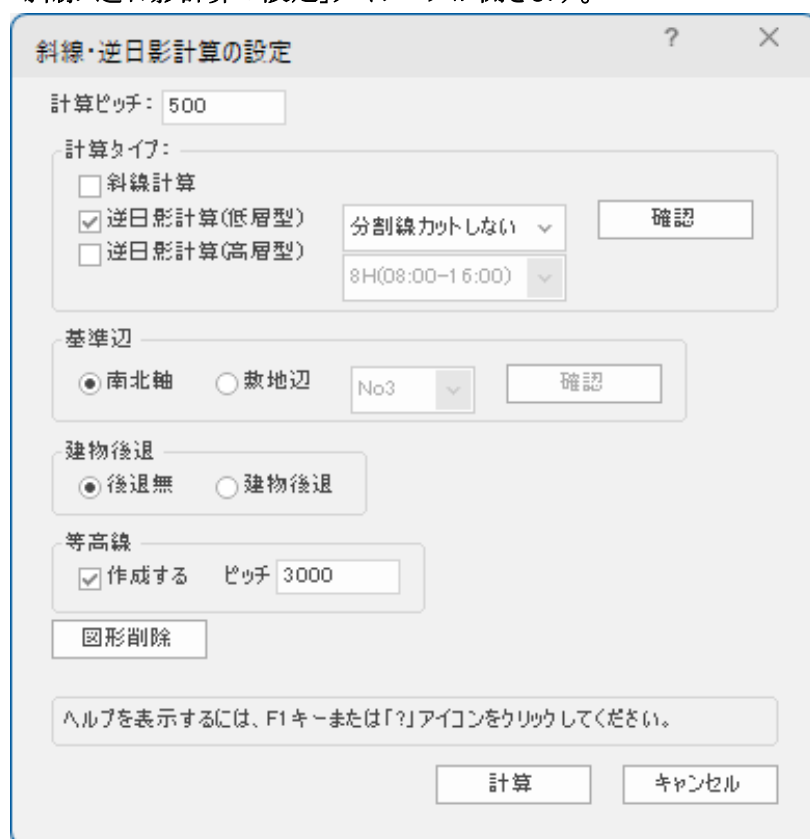 斜線・逆日影計算の設定
?
×
計算ピッチ: 500
計算タイプ:
斜線計算
逆日影計算(低層型) 分割線カットしない 確認
逆日影計算(高層型)
8H(08:00-16:00)
基準辺
南北軸 敷地辺 No3 確認
建物後退
後退無 建物後退
等高線
作成する ピッチ 3000
図形削除
ヘルプを表示するには、F1キーまたは「?」アイコンをクリックしてください。
計算 キャンセル